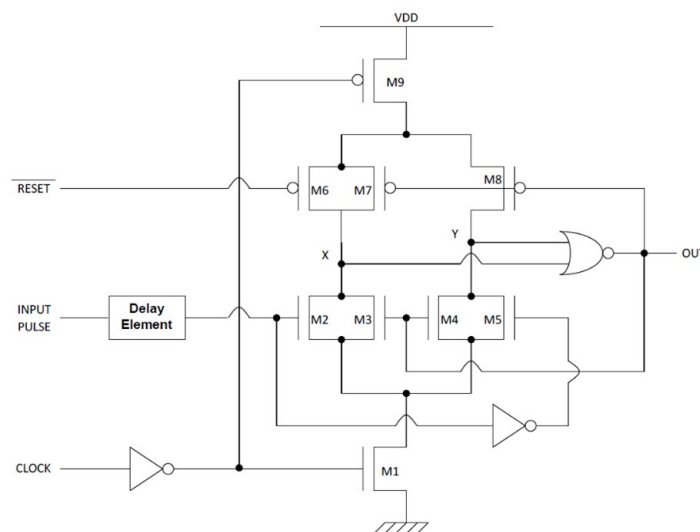 VDD
M9
RESET
M6
M7
M8
X
Y
OUT
INPUT
PULSE
Delay
Element
M2
M3
M4
M5
CLOCK
M1